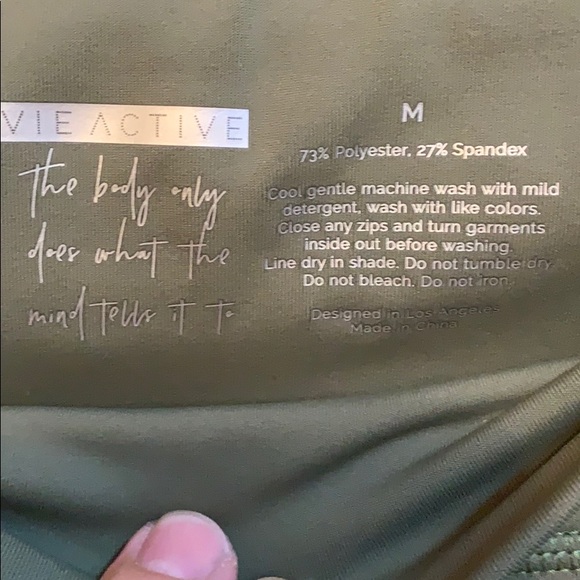 VIE ACTIVE
the body only
does what the
mind tells it to
M
73% Polyester, 27% Spandex
Cool gentle machine wash with mild
detergent, wash with like colors.
Close any zips and turn garments
inside out before washing.
Line dry in shade. Do not tumble dry.
Do not bleach. Do not iron.
Designed in Los Angeles
Made in China